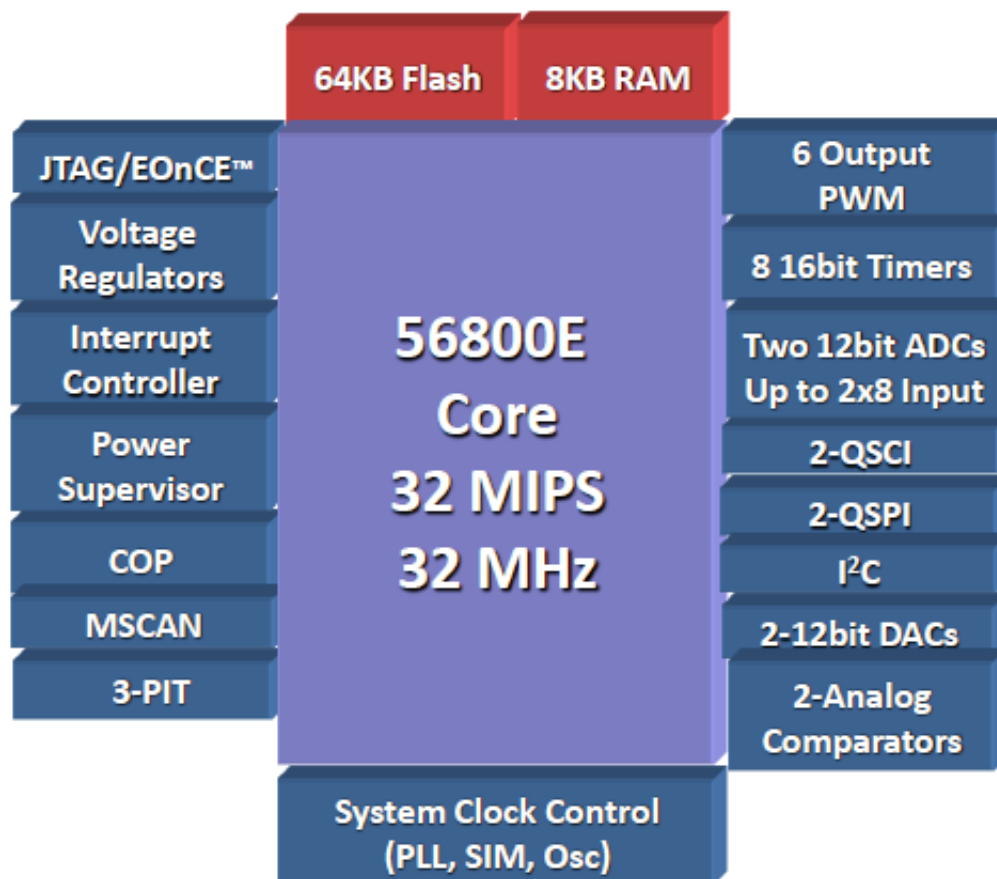 64KB Flash
8KB RAM
JTAG/EOnCE™
Voltage
Regulators
Interrupt
Controller
Power
Supervisor
COP
MSCAN
3-PIT
56800E
Core
32 MIPS
32 MHz
6 Output
PWM
8 16bit Timers
Two 12bit ADCs
Up to 2x8 Input
2-QSCI
2-QSPI
I²C
2-12bit DACs
2-Analog
Comparators
System Clock Control
(PLL, SIM, Osc)